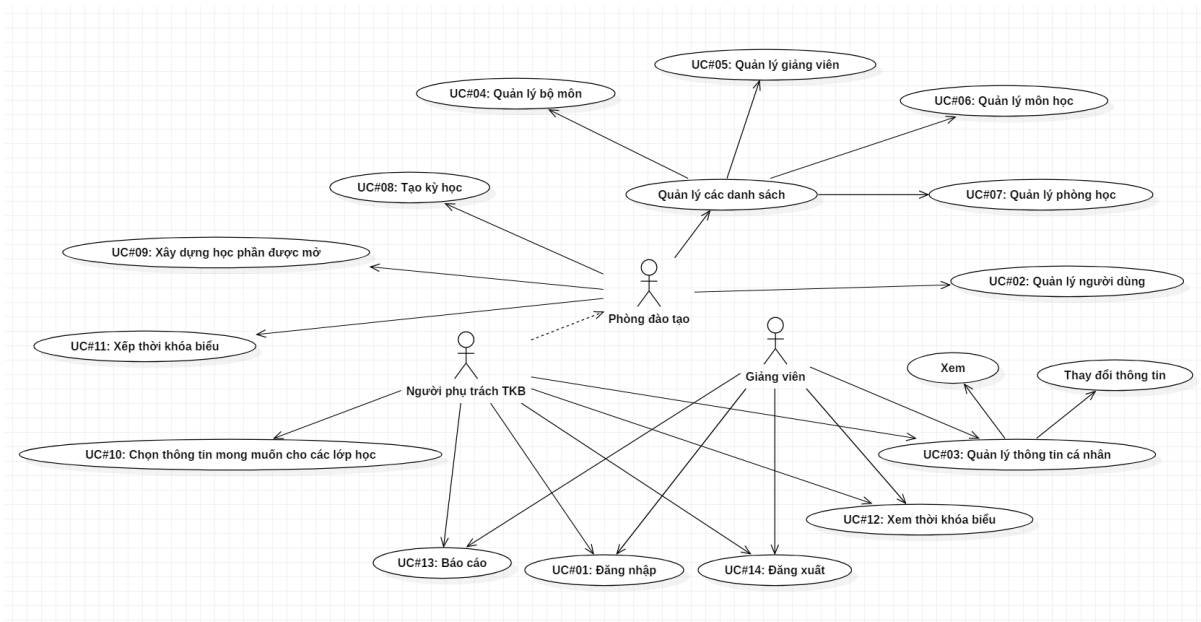 UC#05: Quản lý giảng viên
UC#04: Quản lý bộ môn
UC#06: Quản lý môn học
UC#08: Tạo kỳ học
Quản lý các danh sách
UC#07: Quản lý phòng học
UC#09: Xây dựng học phần được mở
UC#02: Quản lý người dùng
Phòng đào tạo
UC#11: Xếp thời khóa biểu
Xem
Thay đổi thông tin
Giảng viên
Người phụ trách TKB
UC#10: Chọn thông tin mong muốn cho các lớp học
UC#03: Quản lý thông tin cá nhân
UC#12: Xem thời khóa biểu
UC#13: Báo cáo
UC#01: Đăng nhập
UC#14: Đăng xuất